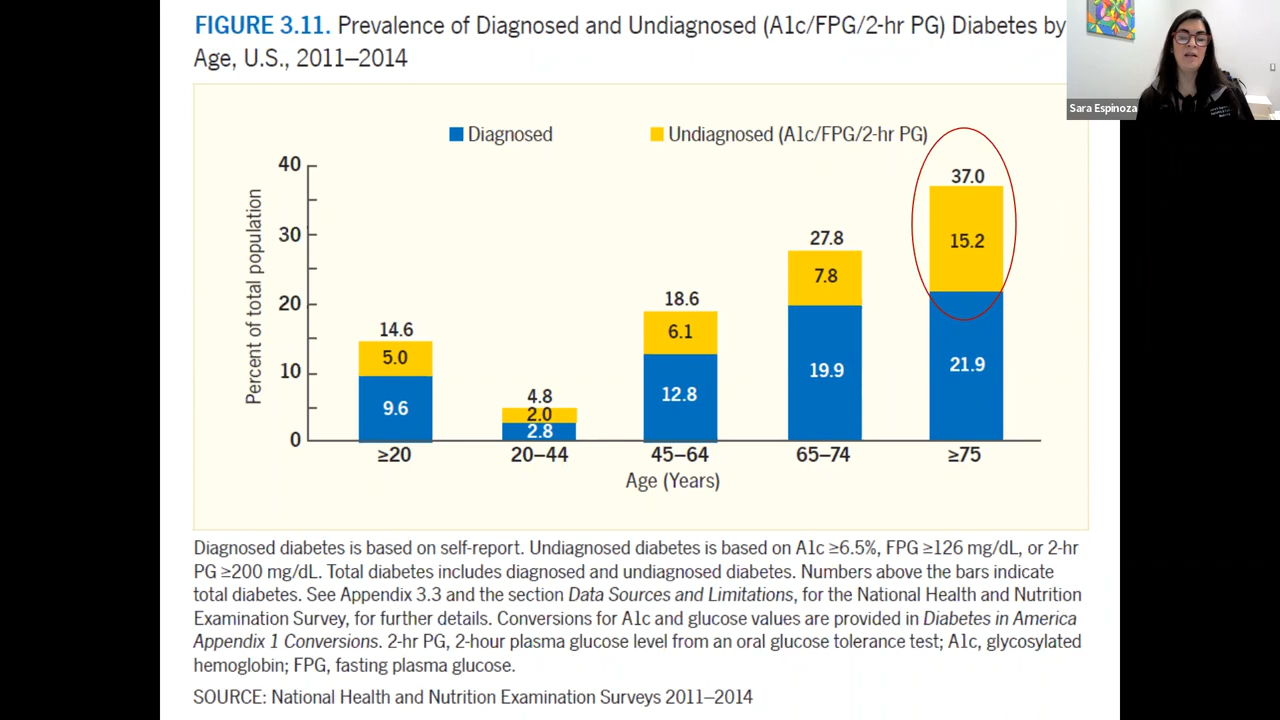 FIGURE 3.11. Prevalence of Diagnosed and Undiagnosed (A1c/FPG/2-hr PG) Diabetes by
Age, U.S., 2011–2014
Sara Espinoza
Diagnosed
Undiagnosed (A1c/FPG/2-hr PG)
Percent of total population
40
30
20
10
0
14.6
5.0
9.6
4.8
2.0
2.8
18.6
6.1
12.8
27.8
7.8
19.9
37.0
15.2
21.9
≥20
20–44
45–64
65–74
≥75
Age (Years)
Diagnosed diabetes is based on self-report. Undiagnosed diabetes is based on A1c ≥6.5%, FPG ≥126 mg/dL, or 2-hr
PG ≥200 mg/dL. Total diabetes includes diagnosed and undiagnosed diabetes. Numbers above the bars indicate
total diabetes. See Appendix 3.3 and the section Data Sources and Limitations, for the National Health and Nutrition
Examination Survey, for further details. Conversions for A1c and glucose values are provided in Diabetes in America
Appendix 1 Conversions. 2-hr PG, 2-hour plasma glucose level from an oral glucose tolerance test; A1c, glycosylated
hemoglobin; FPG, fasting plasma glucose.
SOURCE: National Health and Nutrition Examination Surveys 2011–2014